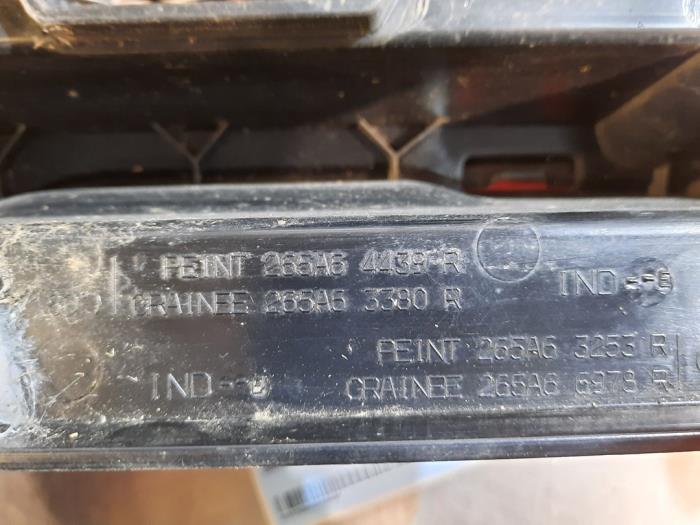 PEINT 265A6 4439 R
GRAINEE 265A6 3380 R
IND--E
PEINT 265A6 3253 R
GRAINEE 265A6 6978 R
IND--B